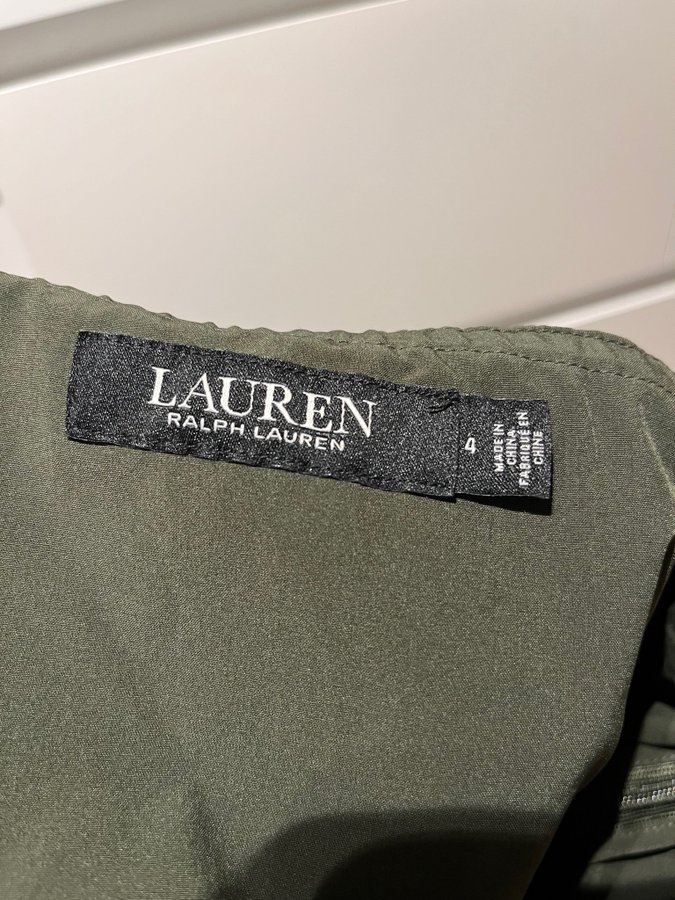 LAUREN
RALPH LAUREN
4
MADE IN
CHINA
FABRIQUÉ EN
CHINE